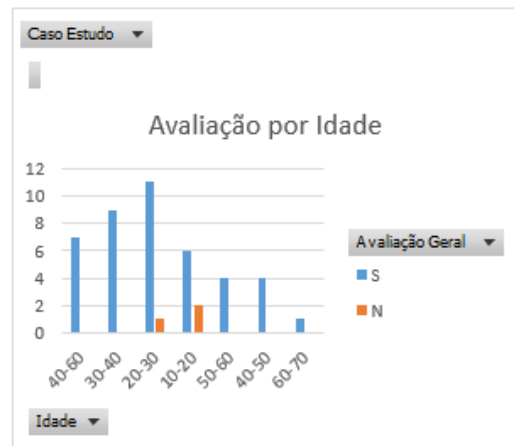 Caso Estudo
Avaliação por Idade
12
10
8
6
4
2
0
40-60
30-40
20-30
10-20
50-60
40-50
60-70
Avaliação Geral
S
N
Idade